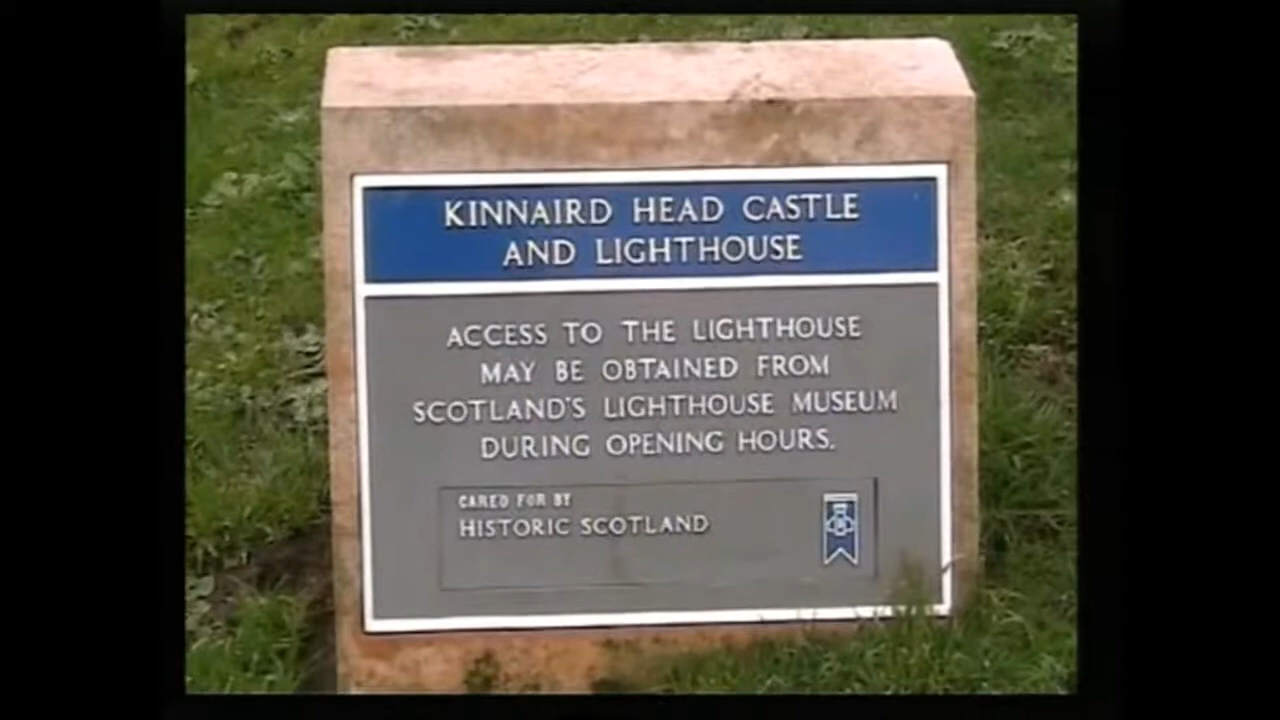 KINNAIRD HEAD CASTLE
AND LIGHTHOUSE
ACCESS TO THE LIGHTHOUSE
MAY BE OBTAINED FROM
SCOTLAND'S LIGHTHOUSE MUSEUM
DURING OPENING HOURS.
CARED FOR BY
HISTORIC SCOTLAND